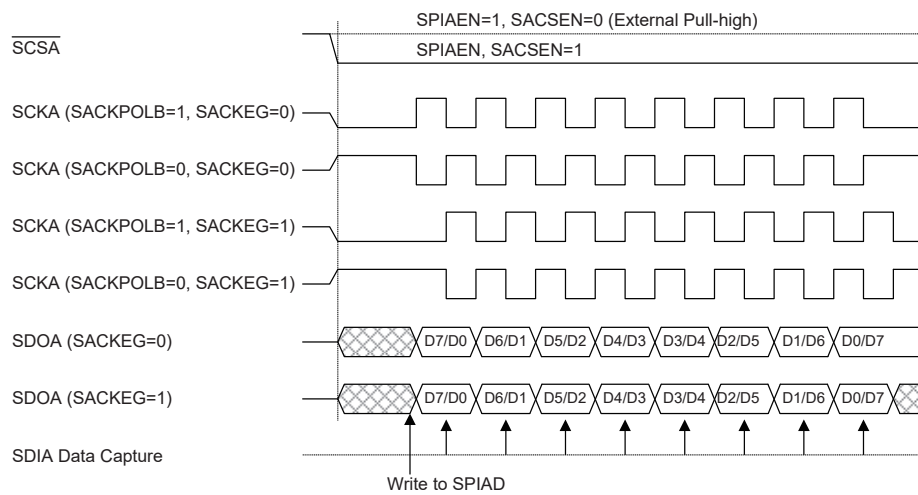 SPIAEN=1, SACSEN=0 (External Pull-high)
SCSA
SPIAEN, SACSEN=1
SCKA (SACKPOLB=1, SACKEG=0)
SCKA (SACKPOLB=0, SACKEG=0)
SCKA (SACKPOLB=1, SACKEG=1)
SCKA (SACKPOLB=0, SACKEG=1)
SDOA (SACKEG=0) D7/D0 D6/D1 D5/D2 D4/D3 D3/D4 D2/D5 D1/D6 D0/D7
SDOA (SACKEG=1) D7/D0 D6/D1 D5/D2 D4/D3 D3/D4 D2/D5 D1/D6 D0/D7
SDIA Data Capture
Write to SPIAD